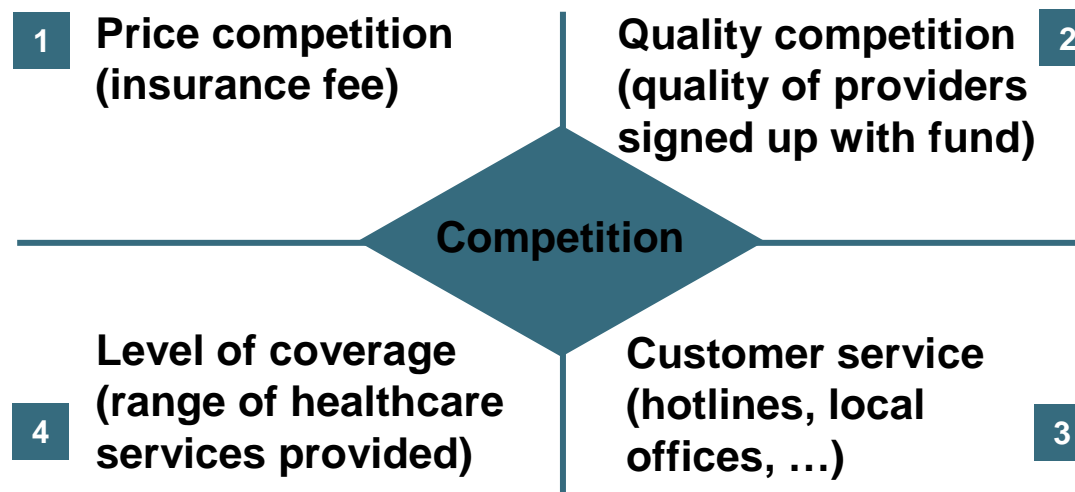 1
Price competition
(insurance fee)
Quality competition
(quality of providers
signed up with fund)
2
Competition
Level of coverage
(range of healthcare
services provided)
4
Customer service
(hotlines, local
offices, …)
3